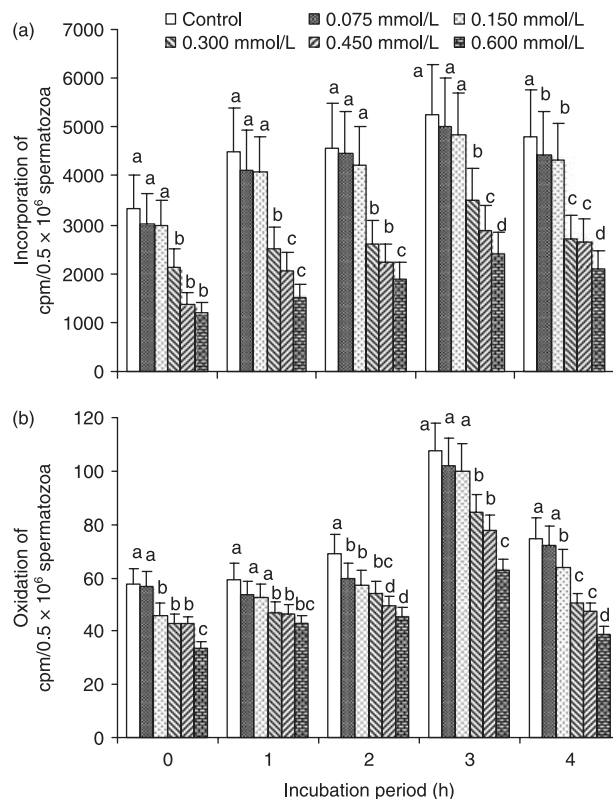 (a)
Control 0.075 mmol/L 0.150 mmol/L
0.300 mmol/L 0.450 mmol/L 0.600 mmol/L
Incorporation of
cpm/0.5 × 10⁶ spermatozoa
7000
6000
5000
4000
3000
2000
1000
0
a a a b b b
a a a b c c
a a a b b c
a a a b c d
a b b c c d
(b)
Oxidation of
cpm/0.5 × 10⁶ spermatozoa
120
100
80
60
40
20
0
a a b b b c
a a a b b bc
a b b bc d d
a a a b b c
a a b c c d
0 1 2 3 4
Incubation period (h)